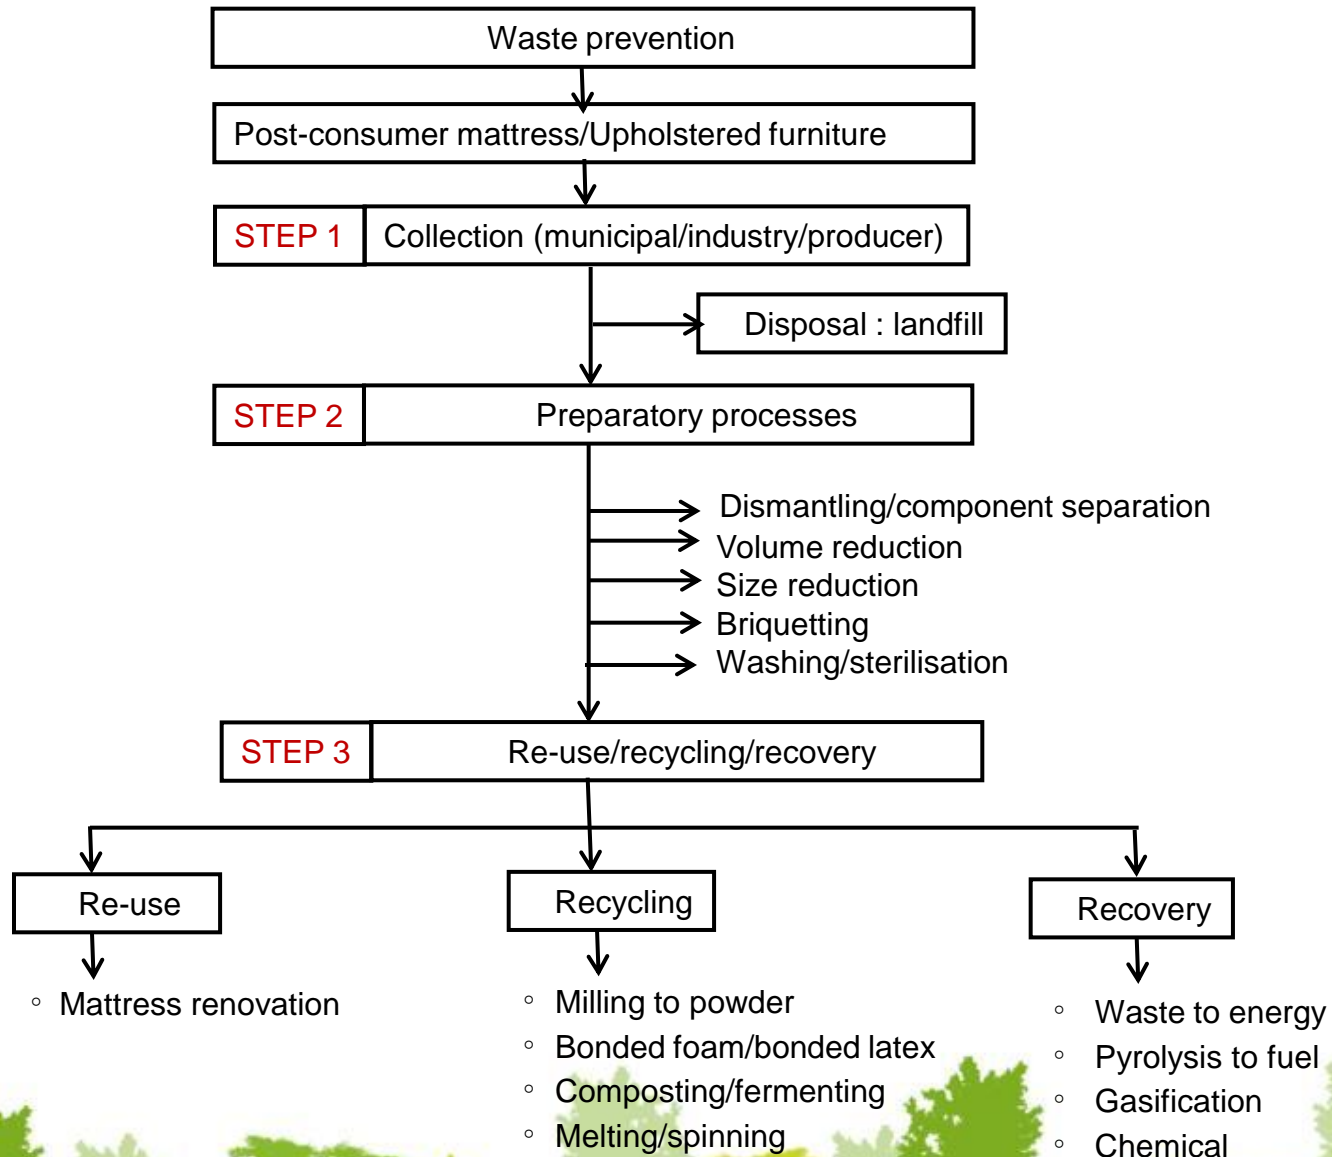 Waste prevention
Post-consumer mattress/Upholstered furniture
STEP 1 Collection (municipal/industry/producer)
Disposal : landfill
STEP 2 Preparatory processes
Dismantling/component separation
Volume reduction
Size reduction
Briquetting
Washing/sterilisation
STEP 3 Re-use/recycling/recovery
Re-use
Recycling
Recovery
◦ Mattress renovation
◦ Milling to powder
◦ Bonded foam/bonded latex
◦ Composting/fermenting
◦ Melting/spinning
◦ Waste to energy
◦ Pyrolysis to fuel
◦ Gasification
◦ Chemical